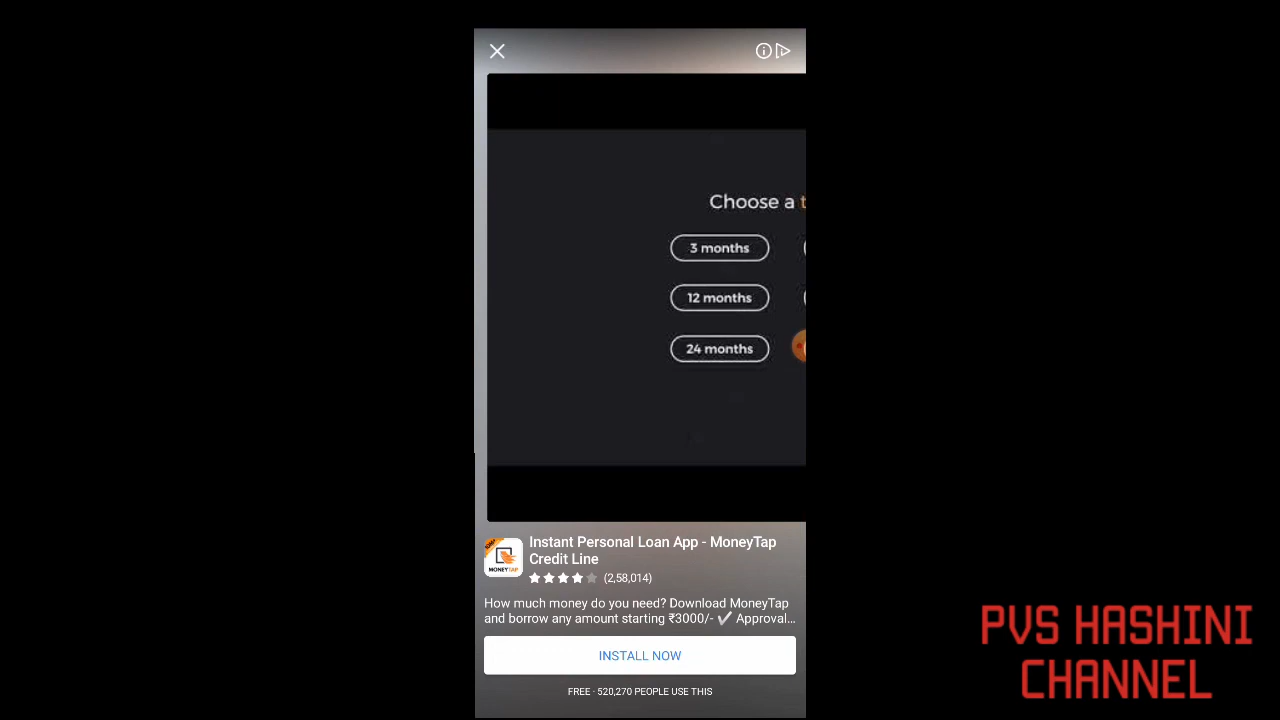 Choose a t
3 months
12 months
24 months
MONEYTAP
Instant Personal Loan App - MoneyTap
Credit Line
(2,58,014)
How much money do you need? Download MoneyTap
and borrow any amount starting ₹3000/- ✔ Approval...
INSTALL NOW
FREE · 520,270 PEOPLE USE THIS
PVS HASHINI
CHANNEL